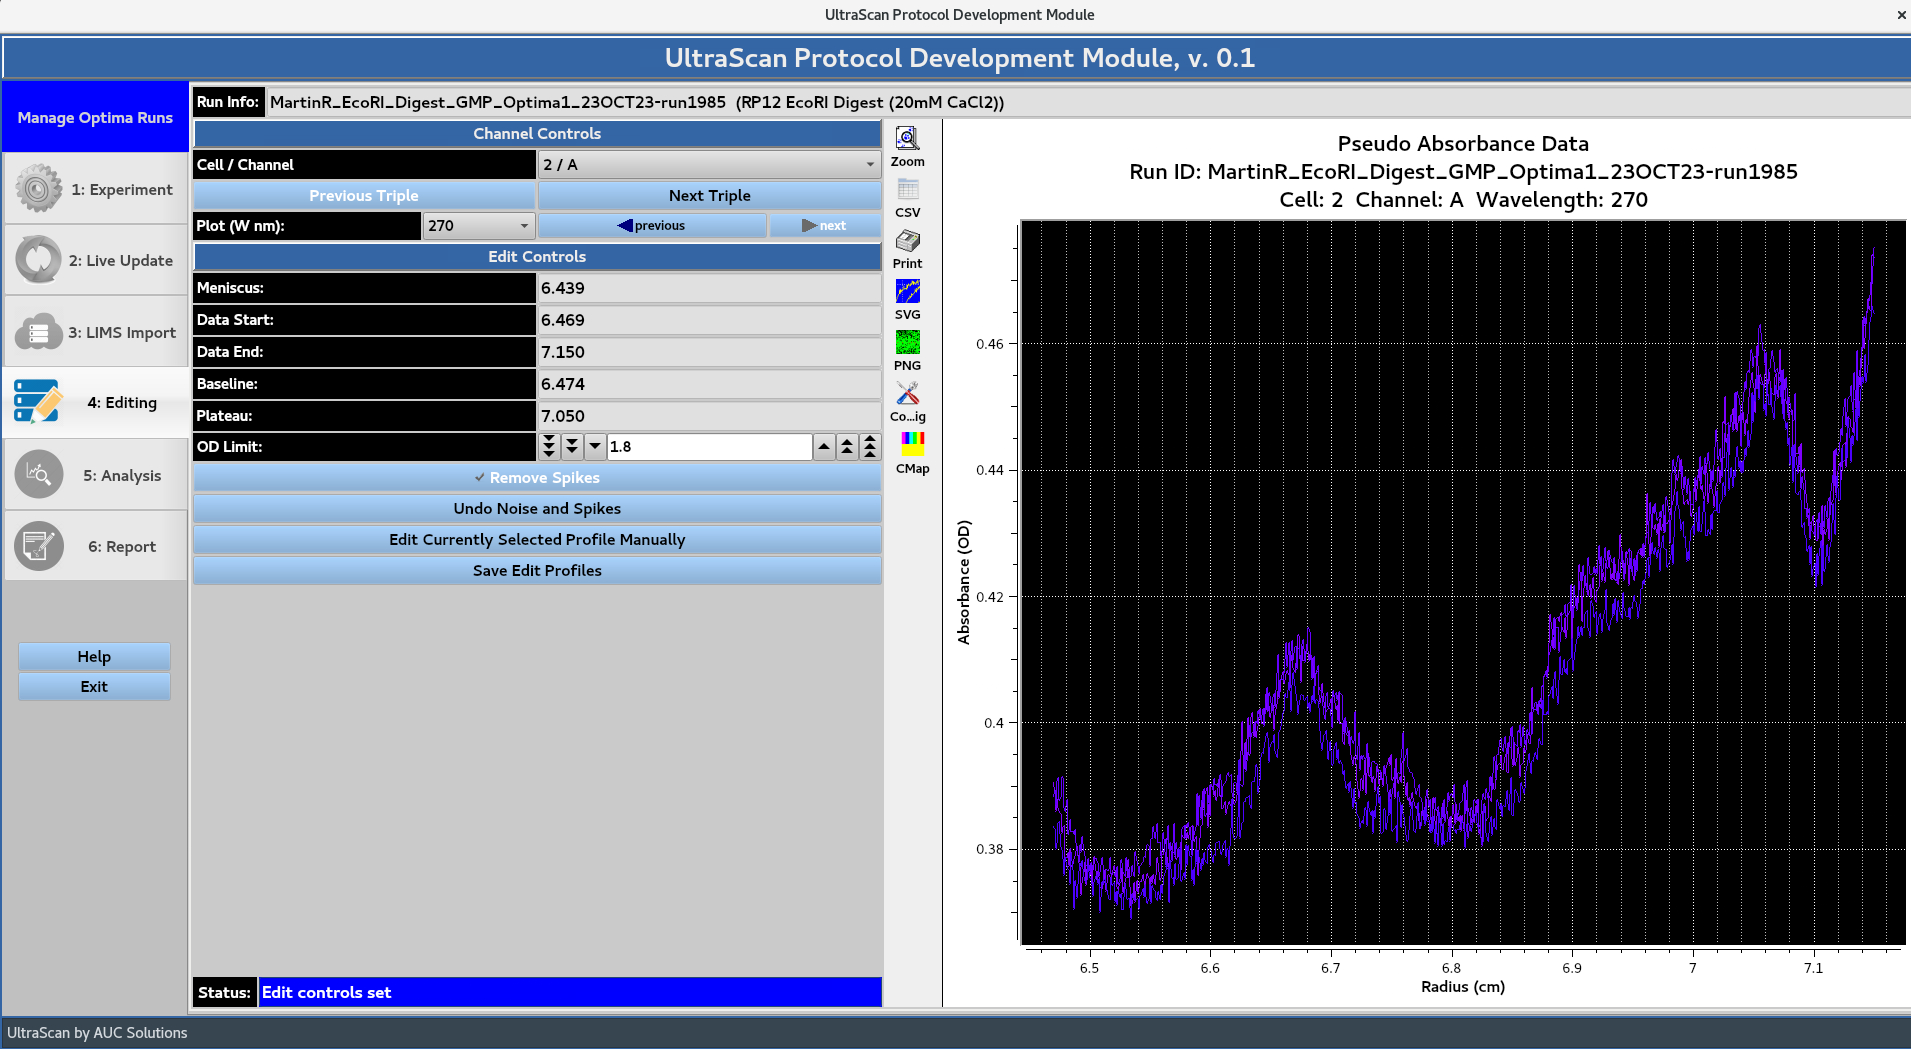 UltraScan Protocol Development Module
×
UltraScan Protocol Development Module, v. 0.1
Manage Optima Runs
1: Experiment
2: Live Update
3: LIMS Import
4: Editing
5: Analysis
6: Report
Help
Exit
Run Info: MartinR_EcoRI_Digest_GMP_Optima1_23OCT23-run1985 (RP12 EcoRI Digest (20mM CaCl2))
Channel Controls
Cell / Channel 2 / A
Previous Triple Next Triple
Plot (W nm): 270 previous next
Edit Controls
Meniscus: 6.439
Data Start: 6.469
Data End: 7.150
Baseline: 6.474
Plateau: 7.050
OD Limit: 1.8
Remove Spikes
Undo Noise and Spikes
Edit Currently Selected Profile Manually
Save Edit Profiles
Status: Edit controls set
Zoom
CSV
Print
SVG
PNG
Co...ig
CMap
Pseudo Absorbance Data
Run ID: MartinR_EcoRI_Digest_GMP_Optima1_23OCT23-run1985
Cell: 2 Channel: A Wavelength: 270
Absorbance (OD)
0.46
0.44
0.42
0.4
0.38
6.5 6.6 6.7 6.8 6.9 7 7.1
Radius (cm)
UltraScan by AUC Solutions